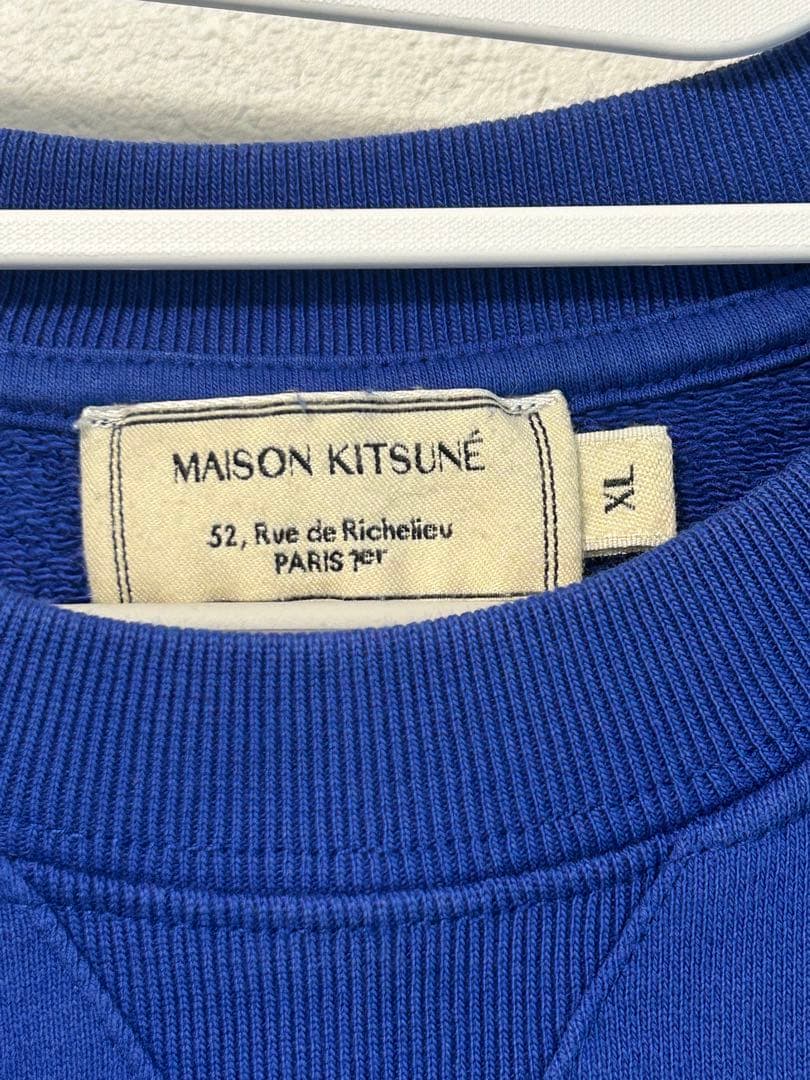 MAISON KITSUNÉ
52, Rue de Richelieu
PARIS 1er
XL